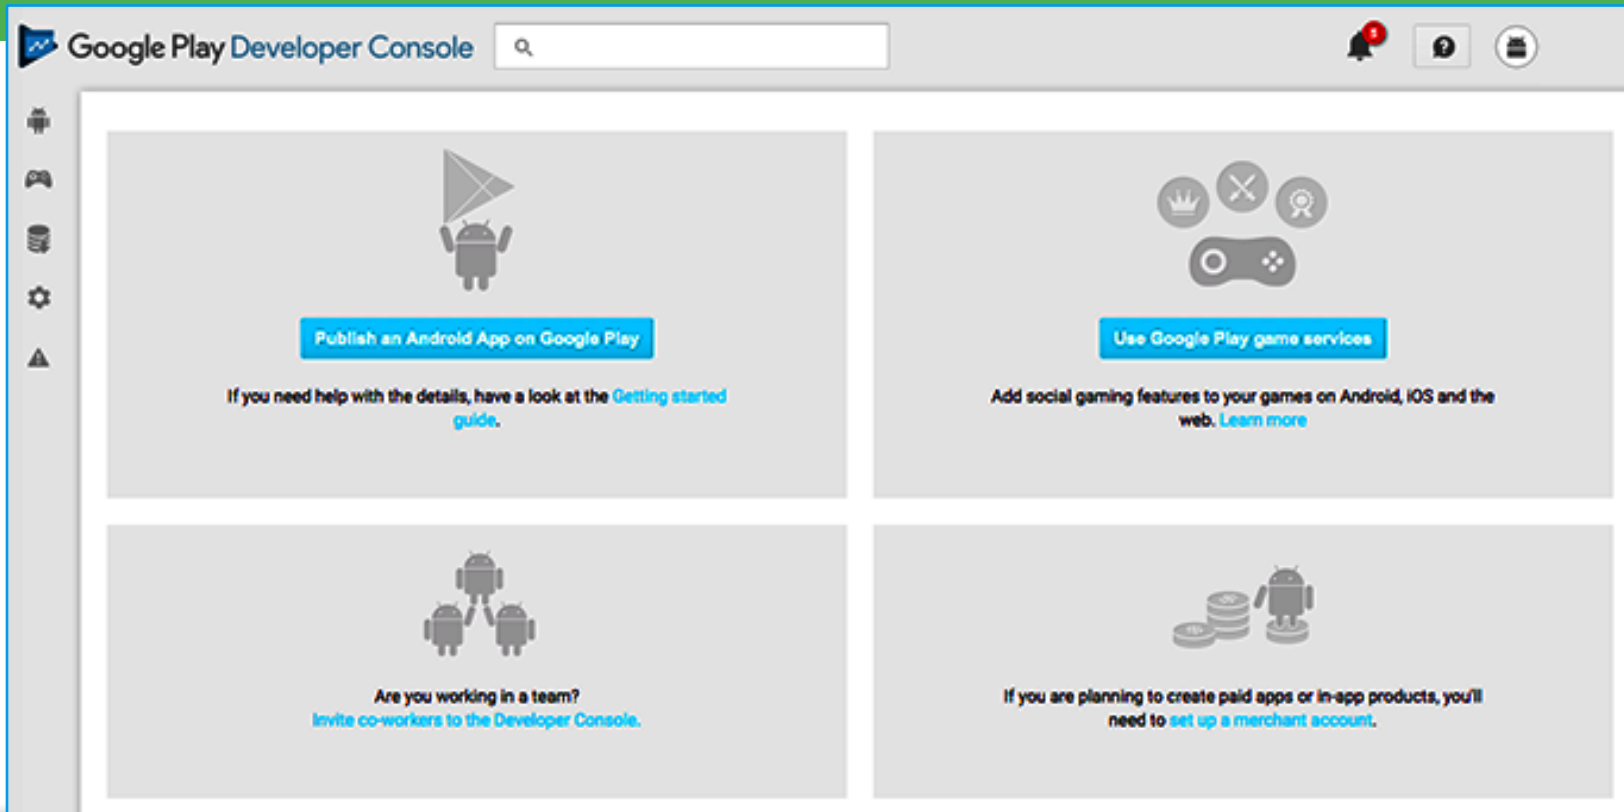 Google Play Developer Console
Publish an Android App on Google Play
If you need help with the details, have a look at the Getting started
guide.
Use Google Play game services
Add social gaming features to your games on Android, iOS and the
web. Learn more
Are you working in a team?
Invite co-workers to the Developer Console.
If you are planning to create paid apps or in-app products, you'll
need to set up a merchant account.